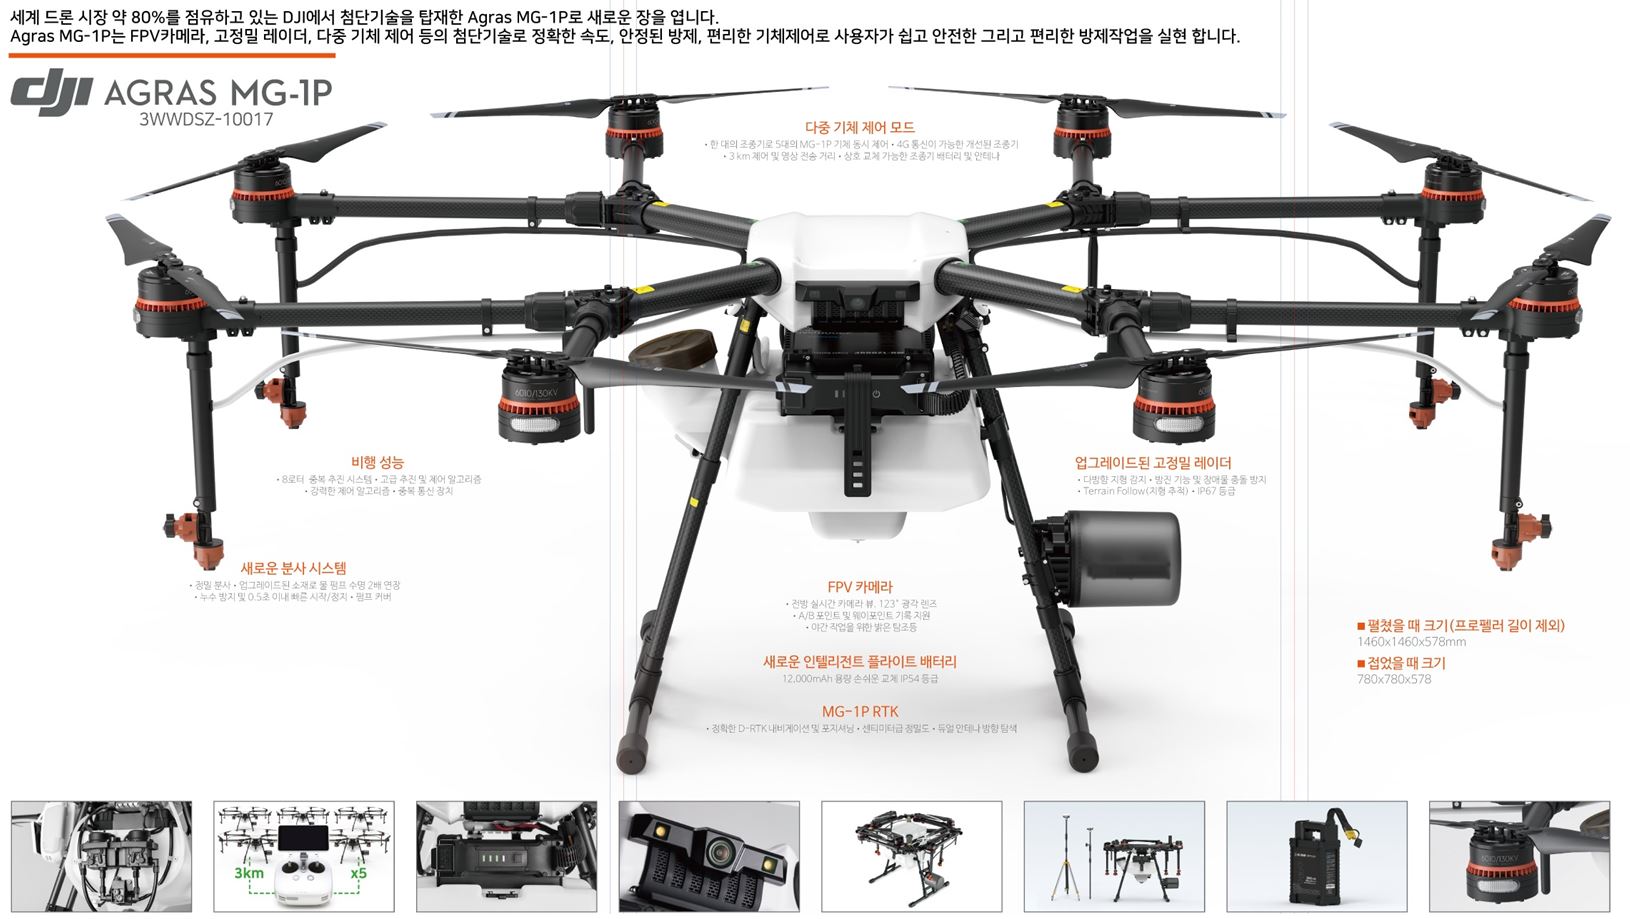 세계 드론 시장 약 80%를 점유하고 있는 DJI에서 첨단기술을 탑재한 Agras MG-1P로 새로운 장을 엽니다.
Agras MG-1P는 FPV카메라, 고정밀 레이더, 다중 기체 제어 등의 첨단기술로 정확한 속도, 안정된 방제, 편리한 기체제어로 사용자가 쉽고 안전한 그리고 편리한 방제작업을 실현 합니다.
dji AGRAS MG-1P
3WWDSZ-10017
다중 기체 제어 모드
• 한 대의 조종기로 5대의 MG-1P 기체 동시 제어 • 4G 통신이 가능한 개선된 조종기
• 3 km 제어 및 영상 전송 거리 • 상호 교체 가능한 조종기 배터리 및 안테나
6010/130KV
비행 성능
• 8로터 중복 추진 시스템 • 고급 추진 및 제어 알고리즘
• 강력한 제어 알고리즘 • 중복 통신 장치
업그레이드된 고정밀 레이더
• 다방향 지형 감지 • 방진 기능 및 장애물 충돌 방지
• Terrain Follow(지형 추적) • IP67 등급
새로운 분사 시스템
• 정밀 분사 • 업그레이드된 소재로 물 펌프 수명 2배 연장
• 누수 방지 및 0.5초 이내 빠른 시작/정지 • 펌프 커버
FPV 카메라
• 전방 실시간 카메라 뷰, 123° 광각 렌즈
• A/B 포인트 및 웨이포인트 기록 지원
• 야간 작업을 위한 밝은 탐조등
■ 펼쳤을 때 크기(프로펠러 길이 제외)
1460x1460x578mm
■ 접었을 때 크기
780x780x578
새로운 인텔리전트 플라이트 배터리
12,000mAh 용량 손쉬운 교체 IP54 등급
MG-1P RTK
• 정확한 D-RTK 내비게이션 및 포지셔닝 • 센티미터급 정밀도 • 듀얼 안테나 방향 탐색
3km
x5
6010/130KV